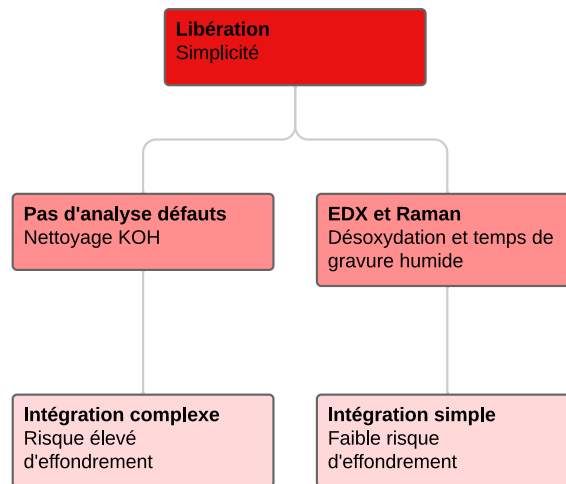 Libération
Simplicité
Pas d'analyse défauts
Nettoyage KOH
EDX et Raman
Désoxydation et temps de
gravure humide
Intégration complexe
Risque élevé
d'effondrement
Intégration simple
Faible risque
d'effondrement